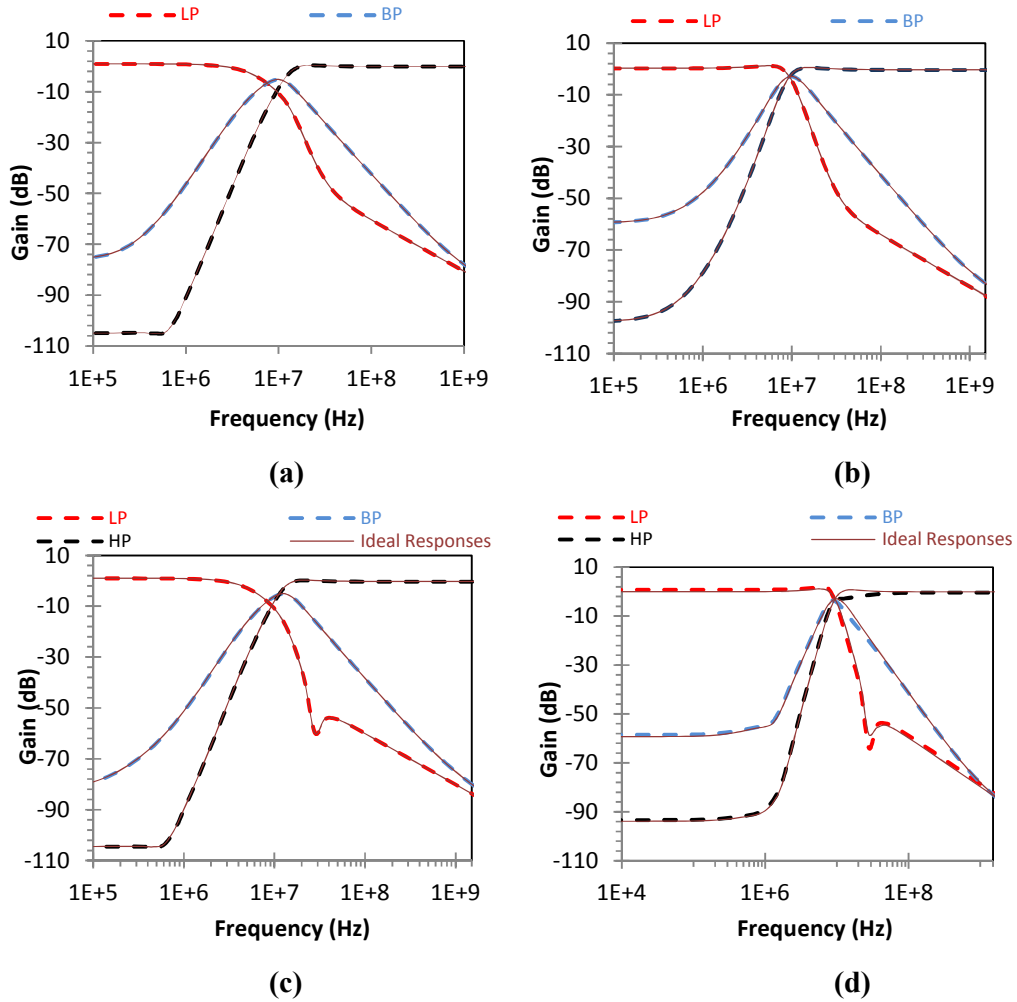 LP BP
10
-10
-30
-50
-70
-90
-110
Gain (dB)
1E+5 1E+6 1E+7 1E+8 1E+9
Frequency (Hz)
(a)
LP BP
10
-10
-30
-50
-70
-90
-110
Gain (dB)
1E+5 1E+6 1E+7 1E+8 1E+9
Frequency (Hz)
(b)
LP BP
HP Ideal Responses
10
-10
-30
-50
-70
-90
-110
Gain (dB)
1E+5 1E+6 1E+7 1E+8 1E+9
Frequency (Hz)
(c)
LP BP
HP Ideal Responses
10
-10
-30
-50
-70
-90
-110
Gain (dB)
1E+4 1E+6 1E+8
Frequency (Hz)
(d)